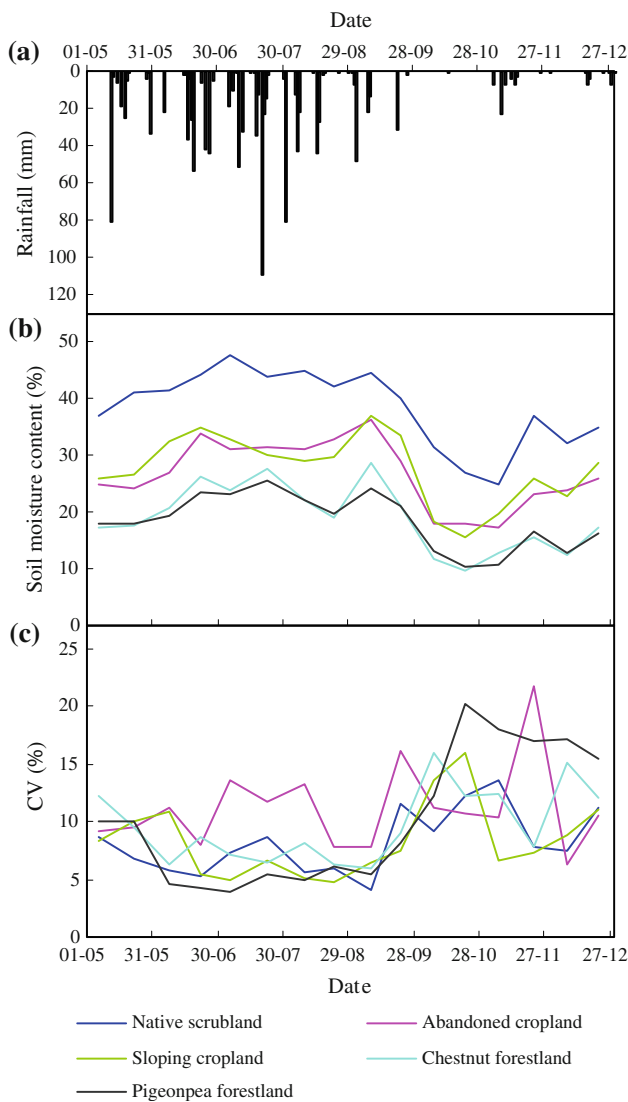 Date
01-05 31-05 30-06 30-07 29-08 28-09 28-10 27-11 27-12
(a)
0
20
40
60
80
100
120
Rainfall (mm)
(b)
50
40
30
20
10
0
Soil moisture content (%)
(c)
25
20
15
10
5
0
CV (%)
01-05 31-05 30-06 30-07 29-08 28-09 28-10 27-11 27-12
Date
Native scrubland Abandoned cropland
Sloping cropland Chestnut forestland
Pigeonpea forestland